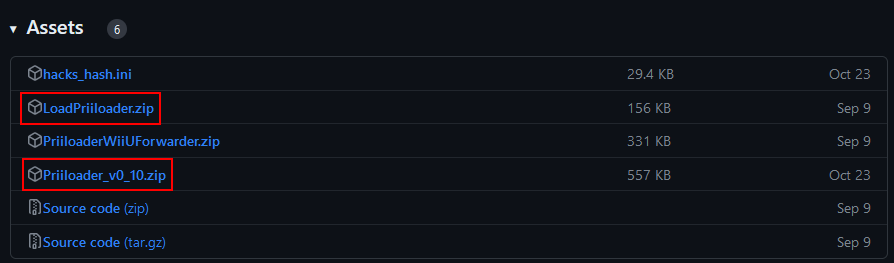 Assets 6
hacks_hash.ini 29.4 KB Oct 23
LoadPriiloader.zip 156 KB Sep 9
PriiloaderWiiUForwarder.zip 331 KB Sep 9
Priiloader_v0_10.zip 557 KB Oct 23
Source code (zip) Sep 9
Source code (tar.gz) Sep 9